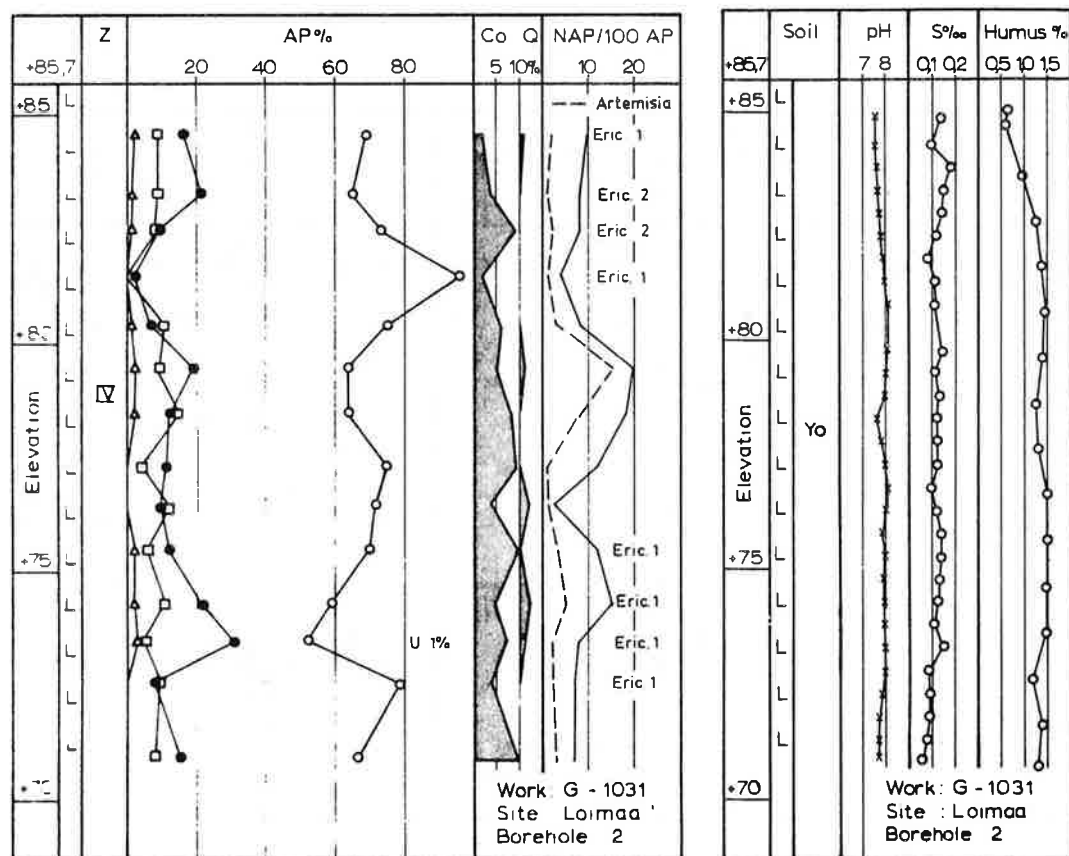 Z AP% Co Q NAP/100 AP
+85,7 20 40 60 80 5 10% 10 20
+85 L
Artemisia
Eric. 1
L
L Eric. 2
L Eric. 2
L Eric. 1
+80 L
L
IV
L
Elevation
L
L
L Eric. 1
+75
L Eric. 1
L U 1% Eric. 1
Eric. 1
L
L
+70
Work: G - 1031
Site Loimaa
Borehole 2
Soil pH S‰ Humus %
+85,7 7 8 0,1 0,2 0,5 1,0 1,5
+85 L
L
L
L
L
+80 L
L
L
Elevation
Yo
L
L
L
+75 L
L
L
L
L
+70
Work: G - 1031
Site : Loimaa
Borehole 2